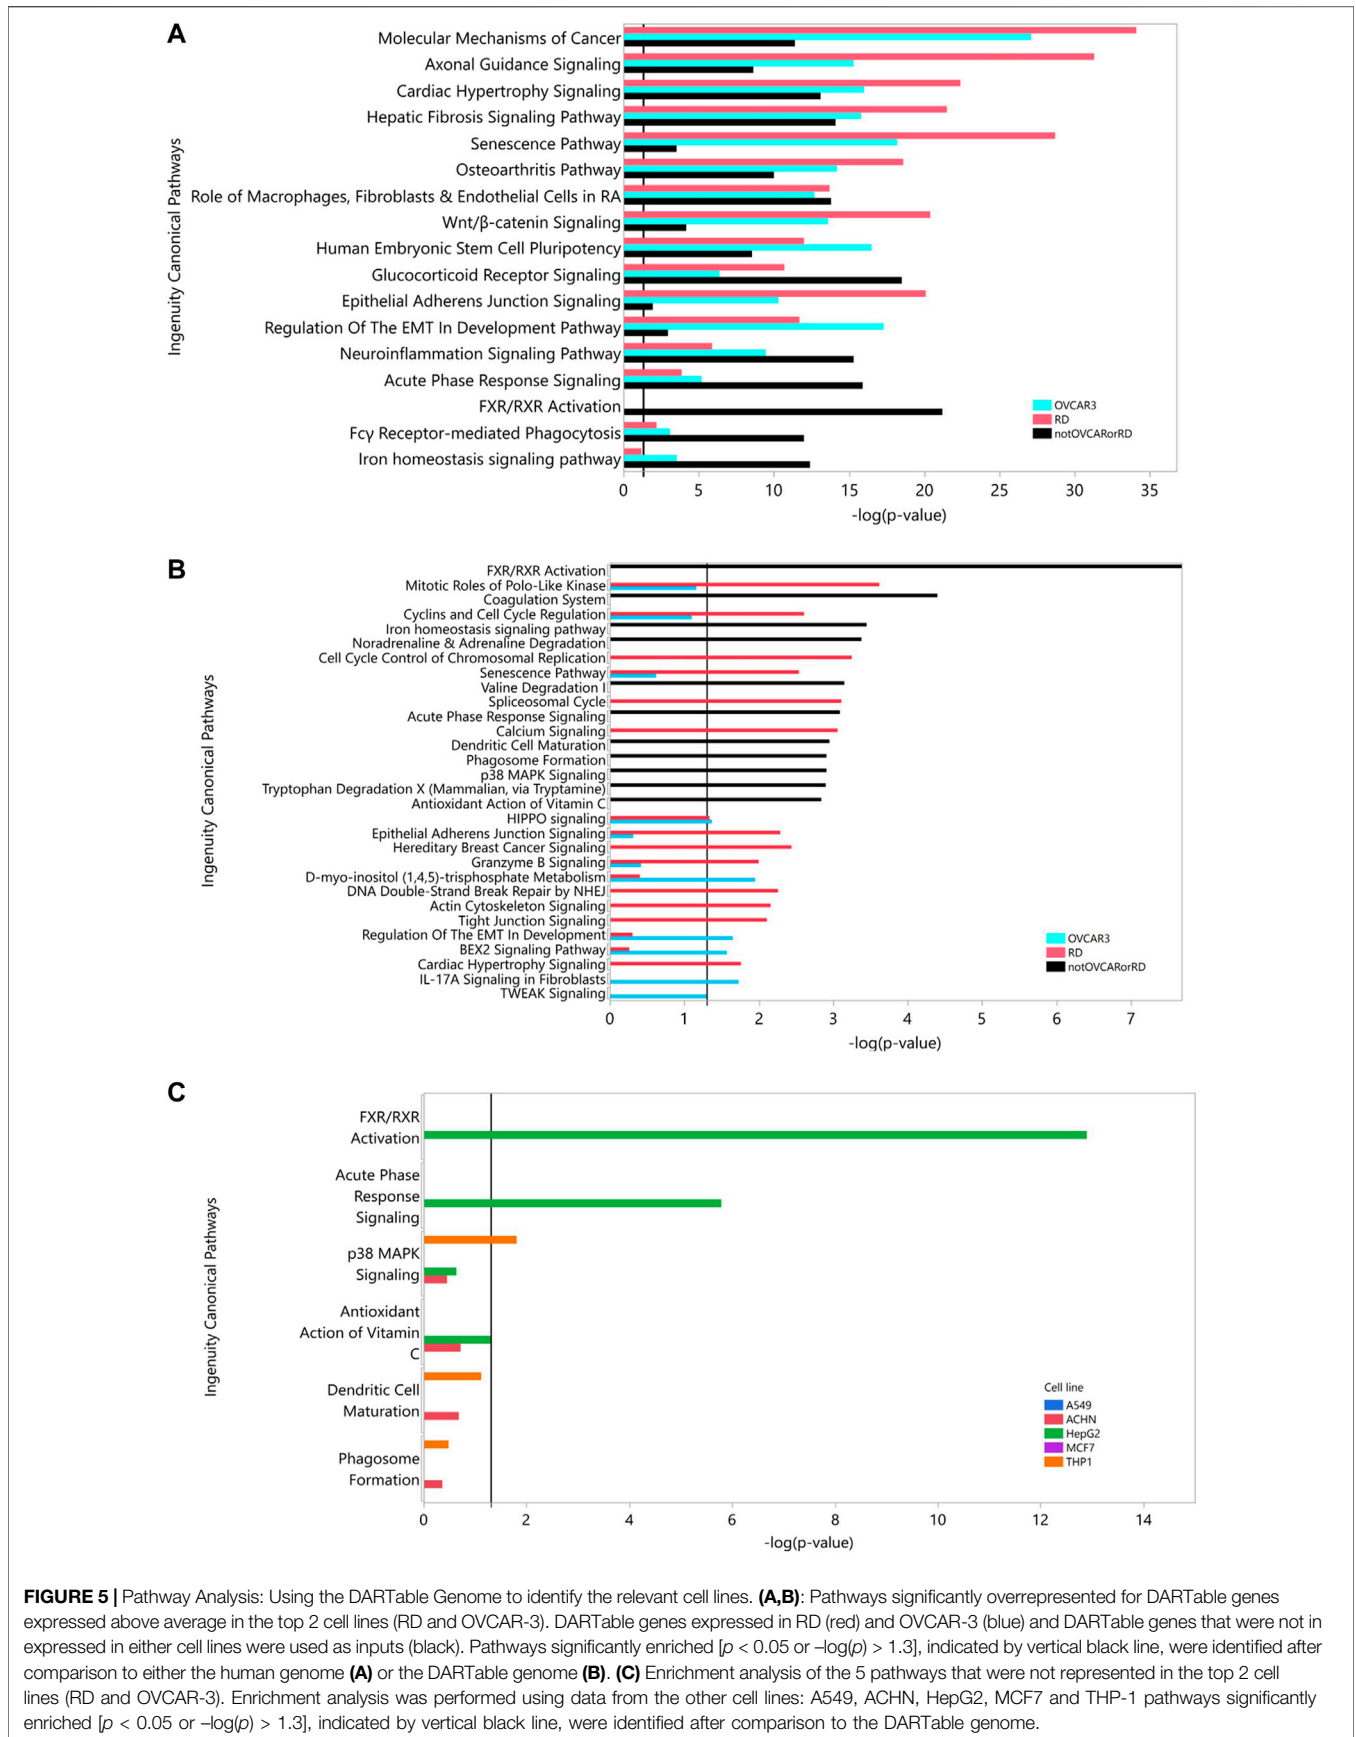 A
Ingenuity Canonical Pathways
Molecular Mechanisms of Cancer
Axonal Guidance Signaling
Cardiac Hypertrophy Signaling
Hepatic Fibrosis Signaling Pathway
Senescence Pathway
Osteoarthritis Pathway
Role of Macrophages, Fibroblasts & Endothelial Cells in RA
Wnt/β-catenin Signaling
Human Embryonic Stem Cell Pluripotency
Glucocorticoid Receptor Signaling
Epithelial Adherens Junction Signaling
Regulation Of The EMT In Development Pathway
Neuroinflammation Signaling Pathway
Acute Phase Response Signaling
FXR/RXR Activation
Fcγ Receptor-mediated Phagocytosis
Iron homeostasis signaling pathway
OVCAR3
RD
notOVCARorRD
0 5 10 15 20 25 30 35
-log(p-value)
B
Ingenuity Canonical Pathways
FXR/RXR Activation
Mitotic Roles of Polo-Like Kinase
Coagulation System
Cyclins and Cell Cycle Regulation
Iron homeostasis signaling pathway
Noradrenaline & Adrenaline Degradation
Cell Cycle Control of Chromosomal Replication
Senescence Pathway
Valine Degradation I
Spliceosomal Cycle
Acute Phase Response Signaling
Calcium Signaling
Dendritic Cell Maturation
Phagosome Formation
p38 MAPK Signaling
Tryptophan Degradation X (Mammalian, via Tryptamine)
Antioxidant Action of Vitamin C
HIPPO signaling
Epithelial Adherens Junction Signaling
Hereditary Breast Cancer Signaling
Granzyme B Signaling
D-myo-inositol (1,4,5)-trisphosphate Metabolism
DNA Double-Strand Break Repair by NHEJ
Actin Cytoskeleton Signaling
Tight Junction Signaling
Regulation Of The EMT In Development
BEX2 Signaling Pathway
Cardiac Hypertrophy Signaling
IL-17A Signaling in Fibroblasts
TWEAK Signaling
OVCAR3
RD
notOVCARorRD
0 1 2 3 4 5 6 7
-log(p-value)
C
Ingenuity Canonical Pathways
FXR/RXR
Activation
Acute Phase
Response
Signaling
p38 MAPK
Signaling
Antioxidant
Action of Vitamin
C
Dendritic Cell
Maturation
Phagosome
Formation
Cell line
A549
ACHN
HepG2
MCF7
THP1
0 2 4 6 8 10 12 14
-log(p-value)
FIGURE 5 | Pathway Analysis: Using the DARTable Genome to identify the relevant cell lines. (A,B): Pathways significantly overrepresented for DARTable genes
expressed above average in the top 2 cell lines (RD and OVCAR-3). DARTable genes expressed in RD (red) and OVCAR-3 (blue) and DARTable genes that were not in
expressed in either cell lines were used as inputs (black). Pathways significantly enriched [p < 0.05 or –log(p) > 1.3], indicated by vertical black line, were identified after
comparison to either the human genome (A) or the DARTable genome (B). (C) Enrichment analysis of the 5 pathways that were not represented in the top 2 cell
lines (RD and OVCAR-3). Enrichment analysis was performed using data from the other cell lines: A549, ACHN, HepG2, MCF7 and THP-1 pathways significantly
enriched [p < 0.05 or –log(p) > 1.3], indicated by vertical black line, were identified after comparison to the DARTable genome.